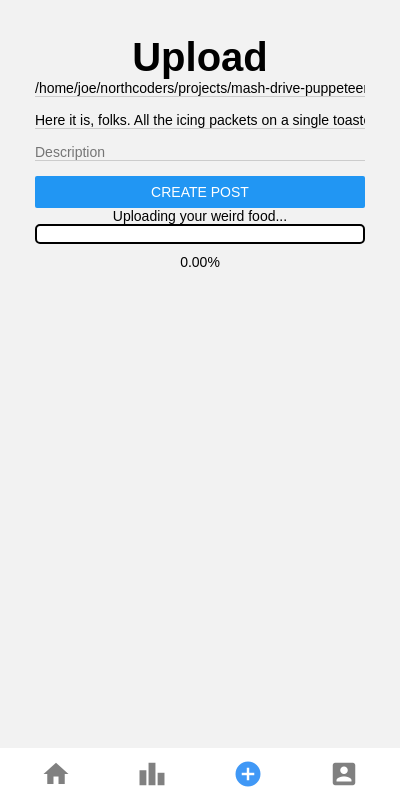 Upload
/home/joe/northcoders/projects/mash-drive-puppeteer
Here it is, folks. All the icing packets on a single
Description
CREATE POST
Uploading your weird food...
0.00%